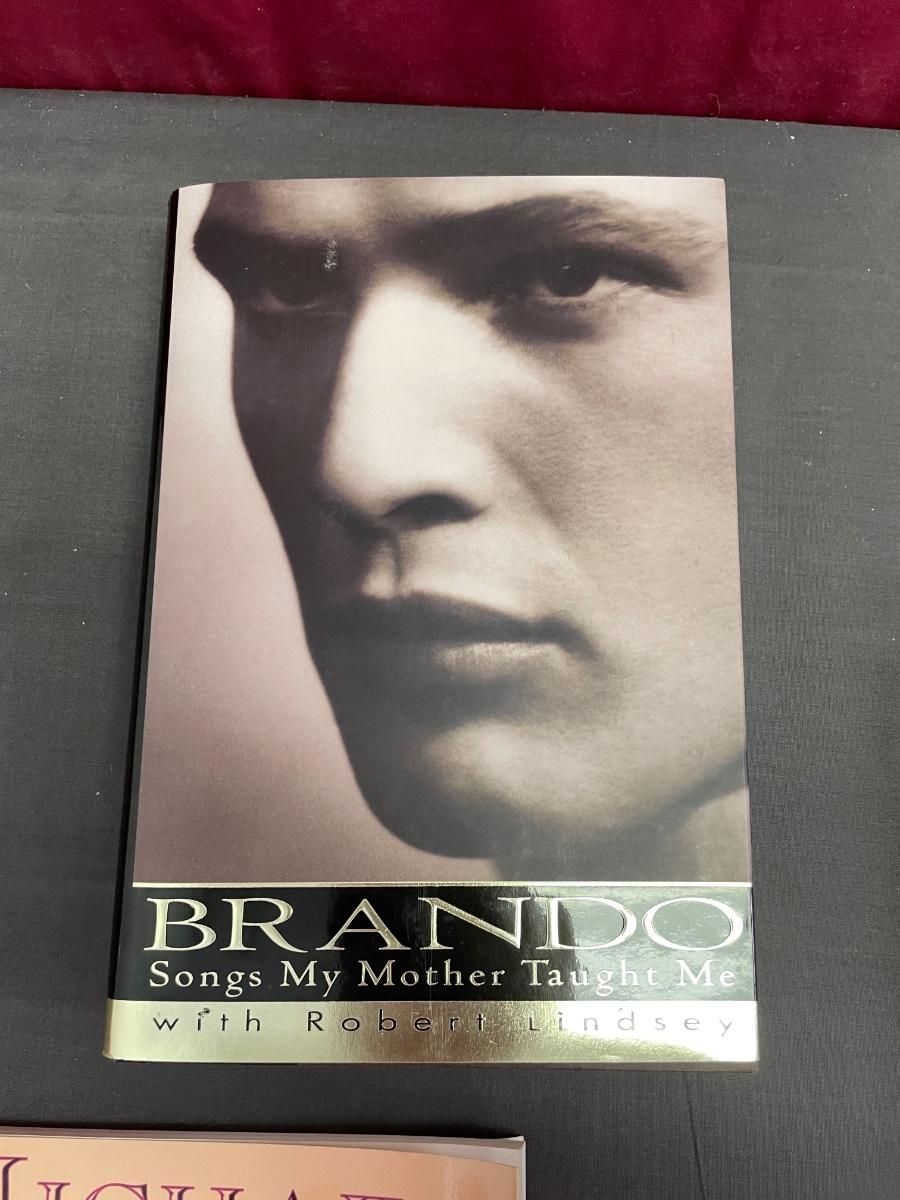 BRANDO
Songs My Mother Taught Me
with Robert Lindsey